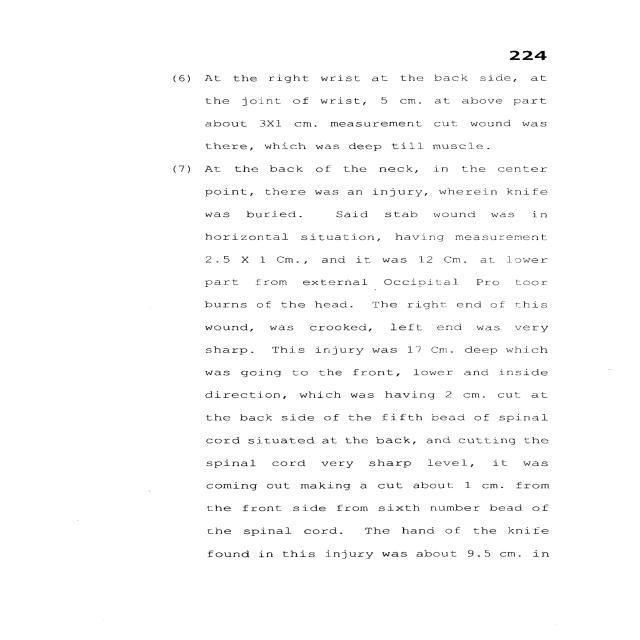 224
(6) At the right wrist at the back side, at
the joint of wrist, 5 cm. at above part
about 3X1 cm. measurement cut wound was
there, which was deep till muscle.
(7) At the back of the neck, in the center
point, there was an injury, wherein knife
was buried. Said stab wound was in
horizontal situation, having measurement
2.5 X 1 Cm., and it was 12 Cm. at lower
part from external Occipital Pro toor
burns of the head. The right end of this
wound, was crooked, left end was very
sharp. This injury was 17 Cm. deep which
was going to the front, lower and inside
direction, which was having 2 cm. cut at
the back side of the fifth bead of spinal
cord situated at the back, and cutting the
spinal cord very sharp level, it was
coming out making a cut about 1 cm. from
the front side from sixth number bead of
the spinal cord. The hand of the knife
found in this injury was about 9.5 cm. in